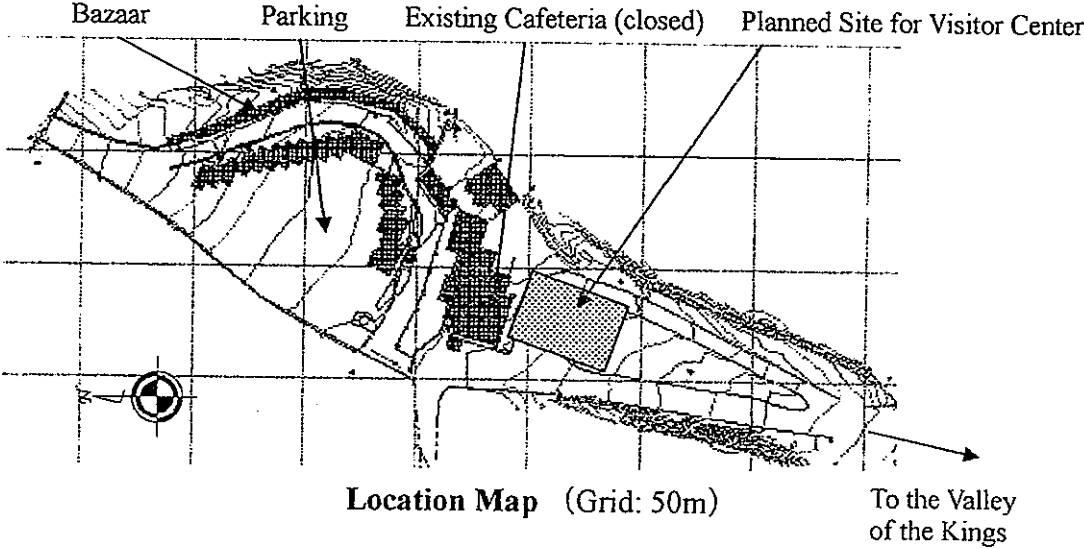 Bazaar Parking Existing Cafeteria (closed) Planned Site for Visitor Center
N
Location Map (Grid: 50m)
To the Valley
of the Kings